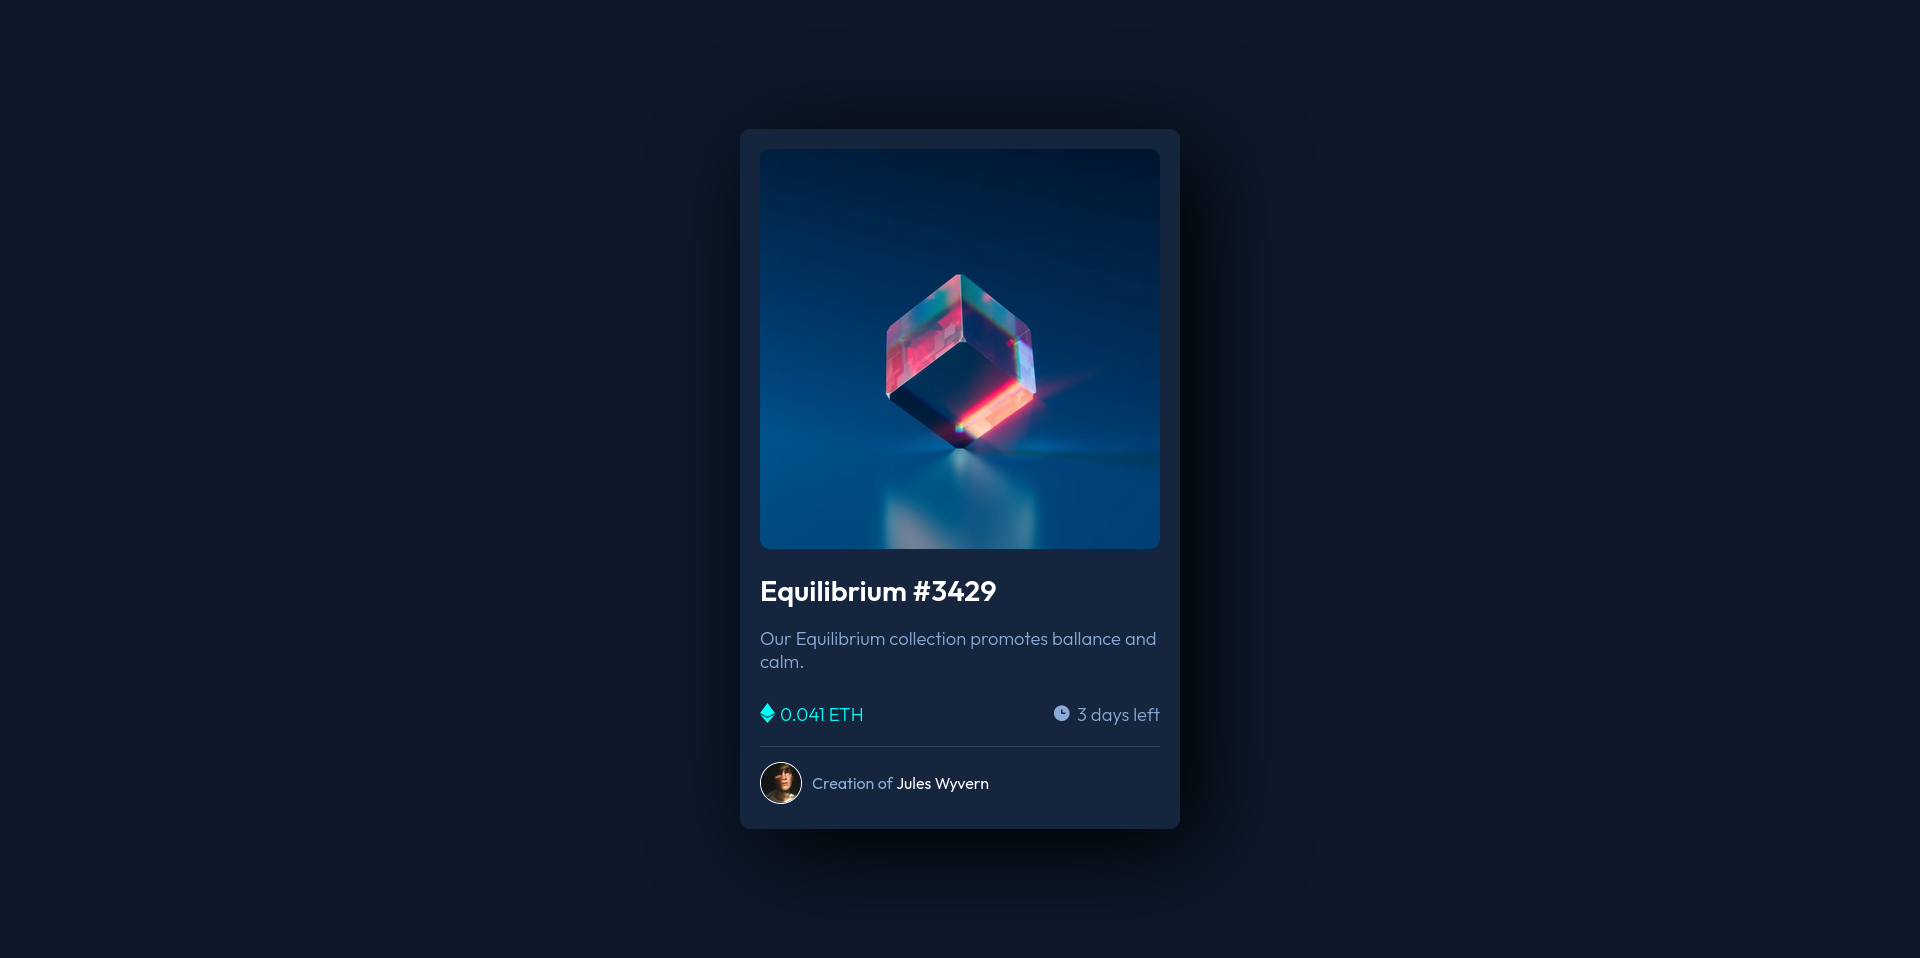 Equilibrium #3429
Our Equilibrium collection promotes ballance and
calm.
0.041 ETH
3 days left
Creation of Jules Wyvern